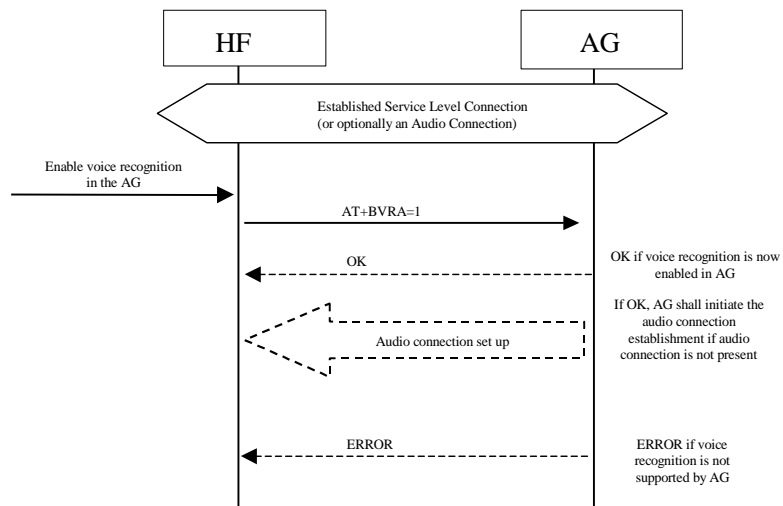 HF
AG
Established Service Level Connection
(or optionally an Audio Connection)
Enable voice recognition
in the AG
AT+BVRA=1
OK
OK if voice recognition is now
enabled in AG
If OK, AG shall initiate the
audio connection
establishment if audio
connection is not present
Audio connection set up
ERROR
ERROR if voice
recognition is not
supported by AG